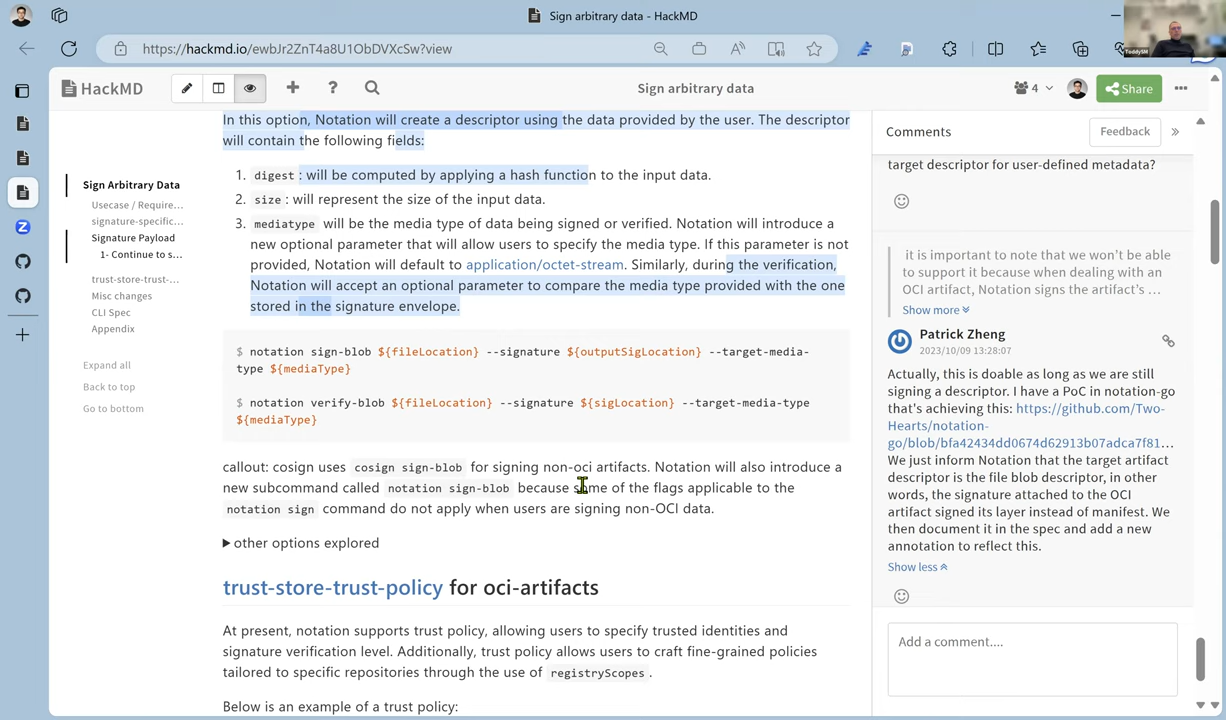 Sign arbitrary data - HackMD
https://hackmd.io/ewbJr2ZnT4a8U1ObDVXcSw?view
ToddySM
HackMD
Sign arbitrary data
4
Share
Sign Arbitrary Data
Usecase / Require...
signature-specific...
Signature Payload
1- Continue to s...
trust-store-trust-...
Misc changes
CLI Spec
Appendix
Expand all
Back to top
Go to bottom
In this option, Notation will create a descriptor using the data provided by the user. The descriptor
will contain the following fields:
1. digest : will be computed by applying a hash function to the input data.
2. size : will represent the size of the input data.
3. mediatype will be the media type of data being signed or verified. Notation will introduce a
new optional parameter that will allow users to specify the media type. If this parameter is not
provided, Notation will default to application/octet-stream. Similarly, during the verification,
Notation will accept an optional parameter to compare the media type provided with the one
stored in the signature envelope.
$ notation sign-blob ${fileLocation} --signature ${outputSigLocation} --target-media-
type ${mediaType}
$ notation verify-blob ${fileLocation} --signature ${sigLocation} --target-media-type
${mediaType}
callout: cosign uses cosign sign-blob for signing non-oci artifacts. Notation will also introduce a
new subcommand called notation sign-blob because some of the flags applicable to the
notation sign command do not apply when users are signing non-OCI data.
other options explored
trust-store-trust-policy for oci-artifacts
At present, notation supports trust policy, allowing users to specify trusted identities and
signature verification level. Additionally, trust policy allows users to craft fine-grained policies
tailored to specific repositories through the use of registryScopes .
Below is an example of a trust policy:
Comments
Feedback
target descriptor for user-defined metadata?
it is important to note that we won't be able
to support it because when dealing with an
OCI artifact, Notation signs the artifact's ...
Show more
Patrick Zheng
2023/10/09 13:28:07
Actually, this is doable as long as we are still
signing a descriptor. I have a PoC in notation-go
that's achieving this: https://github.com/Two-
Hearts/notation-
go/blob/bfa42434dd0674d62913b07adca7f81...
We just inform Notation that the target artifact
descriptor is the file blob descriptor, in other
words, the signature attached to the OCI
artifact signed its layer instead of manifest. We
then document it in the spec and add a new
annotation to reflect this.
Show less
Add a comment....